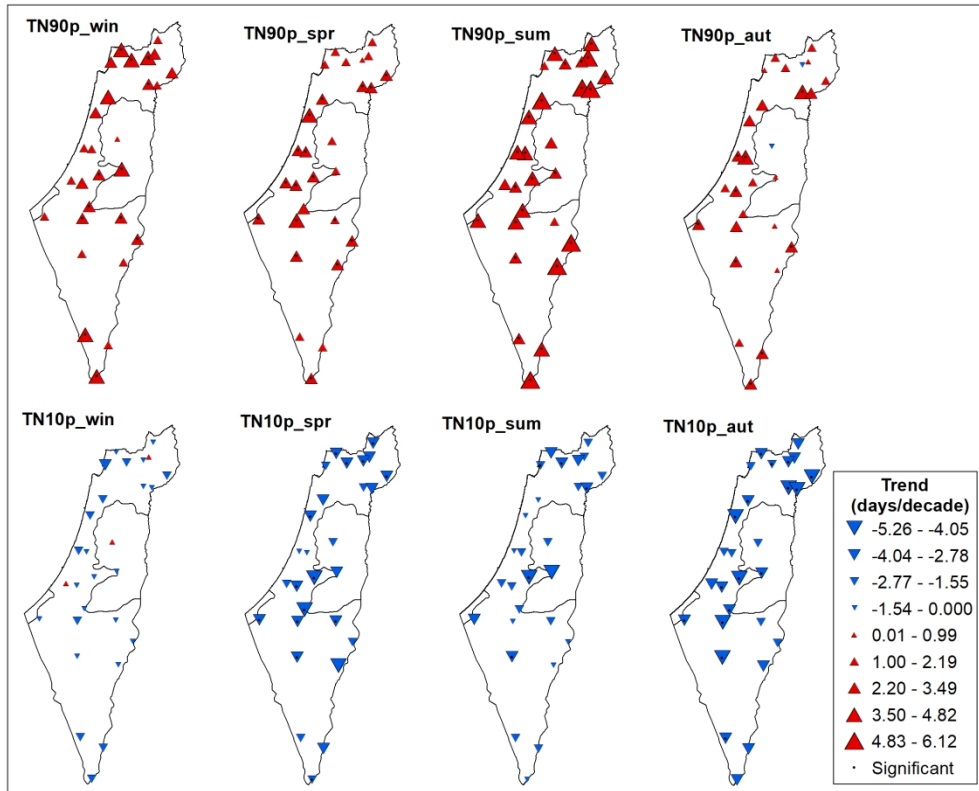 TN90p_win
TN90p_spr
TN90p_sum
TN90p_aut
TN10p_win
TN10p_spr
TN10p_sum
TN10p_aut
Trend
(days/decade)
-5.26 - -4.05
-4.04 - -2.78
-2.77 - -1.55
-1.54 - 0.000
0.01 - 0.99
1.00 - 2.19
2.20 - 3.49
3.50 - 4.82
4.83 - 6.12
Significant